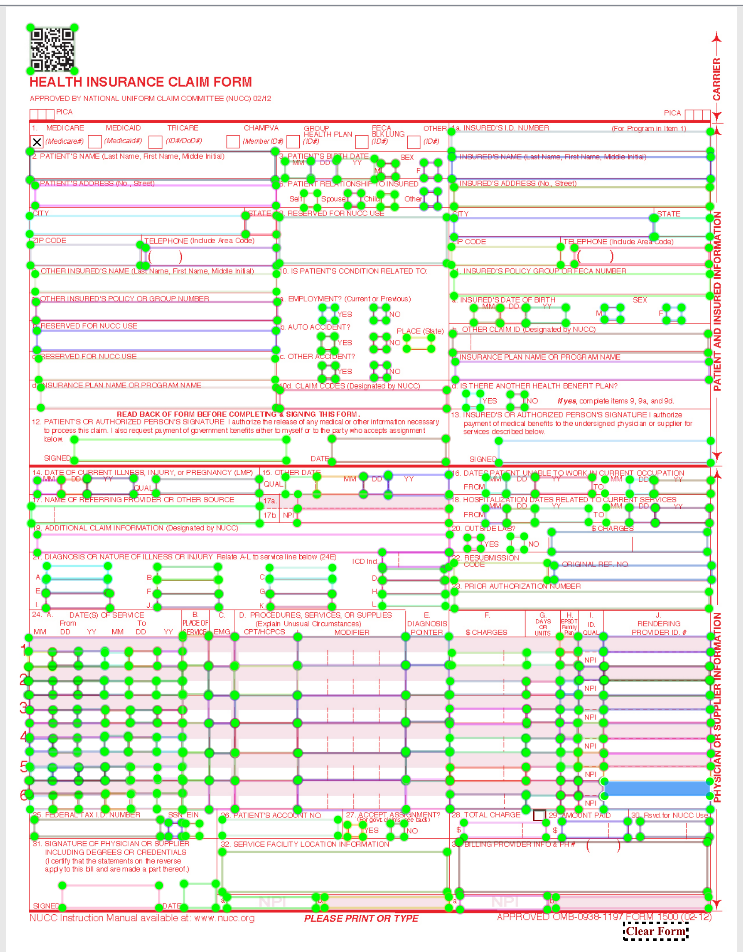 CARRIER
HEALTH INSURANCE CLAIM FORM
APPROVED BY NATIONAL UNIFORM CLAIM COMMITTEE (NUCC) 02/12
PICA PICA
1. MEDICARE MEDICAID TRICARE CHAMPVA GROUP HEALTH PLAN FECA BLK LUNG OTHER 1a. INSURED'S I.D. NUMBER (For Program in Item 1)
X (Medicare#) (Medicaid#) (ID#/DoD#) (Member ID#) (ID#) (ID#) (ID#)
2. PATIENT'S NAME (Last Name, First Name, Middle Initial) 3. PATIENT'S BIRTH DATE SEX INSURED'S NAME (Last Name, First Name, Middle Initial)
MM DD YY M F
PATIENT'S ADDRESS (No., Street) PATIENT RELATIONSHIP TO INSURED INSURED'S ADDRESS (No., Street)
Self Spouse Child Other
CITY STATE RESERVED FOR NUCC USE CITY STATE
ZIP CODE TELEPHONE (Include Area Code) ZIP CODE TELEPHONE (Include Area Code)
( ) ( )
OTHER INSURED'S NAME (Last Name, First Name, Middle Initial) 10. IS PATIENT'S CONDITION RELATED TO: INSURED'S POLICY GROUP OR FECA NUMBER
OTHER INSURED'S POLICY OR GROUP NUMBER a. EMPLOYMENT? (Current or Previous) INSURED'S DATE OF BIRTH SEX
YES NO MM DD YY M F
RESERVED FOR NUCC USE b. AUTO ACCIDENT? PLACE (State) OTHER CLAIM ID (Designated by NUCC)
YES NO
RESERVED FOR NUCC USE c. OTHER ACCIDENT? INSURANCE PLAN NAME OR PROGRAM NAME
YES NO
d. INSURANCE PLAN NAME OR PROGRAM NAME 10d. CLAIM CODES (Designated by NUCC) d. IS THERE ANOTHER HEALTH BENEFIT PLAN?
YES NO If yes, complete items 9, 9a, and 9d.
READ BACK OF FORM BEFORE COMPLETING & SIGNING THIS FORM.
12. PATIENT'S OR AUTHORIZED PERSON'S SIGNATURE I authorize the release of any medical or other information necessary
to process this claim. I also request payment of government benefits either to myself or to the party who accepts assignment
below.
SIGNED DATE
13. INSURED'S OR AUTHORIZED PERSON'S SIGNATURE I authorize
payment of medical benefits to the undersigned physician or supplier for
services described below.
SIGNED
PATIENT AND INSURED INFORMATION
14. DATE OF CURRENT ILLNESS, INJURY, or PREGNANCY (LMP) 15. OTHER DATE 16. DATES PATIENT UNABLE TO WORK IN CURRENT OCCUPATION
MM DD YY QUAL. QUAL. MM DD YY FROM MM DD YY TO MM DD YY
17. NAME OF REFERRING PROVIDER OR OTHER SOURCE 17a. 18. HOSPITALIZATION DATES RELATED TO CURRENT SERVICES
17b. NPI FROM MM DD YY TO MM DD YY
19. ADDITIONAL CLAIM INFORMATION (Designated by NUCC) 20. OUTSIDE LAB? $ CHARGES
YES NO
21. DIAGNOSIS OR NATURE OF ILLNESS OR INJURY Relate A-L to service line below (24E) ICD Ind. 22. RESUBMISSION CODE ORIGINAL REF. NO.
A. B. C. D.
E. F. G. H. 23. PRIOR AUTHORIZATION NUMBER
I. J. K. L.
24. A. DATE(S) OF SERVICE B. C. D. PROCEDURES, SERVICES, OR SUPPLIES E. F. G. H. I. J.
From To PLACE OF (Explain Unusual Circumstances) DIAGNOSIS DAYS OR UNITS EPSDT Family Plan ID. QUAL. RENDERING
MM DD YY MM DD YY SERVICE EMG CPT/HCPCS MODIFIER POINTER $ CHARGES PROVIDER ID. #
1 NPI
2 NPI
3 NPI
4 NPI
5 NPI
6 NPI
25. FEDERAL TAX I.D. NUMBER SSN EIN 26. PATIENT'S ACCOUNT NO. 27. ACCEPT ASSIGNMENT? 28. TOTAL CHARGE 29. AMOUNT PAID 30. Rsvd for NUCC Use
YES NO $ $
31. SIGNATURE OF PHYSICIAN OR SUPPLIER
INCLUDING DEGREES OR CREDENTIALS
(I certify that the statements on the reverse
apply to this bill and are made a part thereof.)
SIGNED DATE
32. SERVICE FACILITY LOCATION INFORMATION
a. NPI
33. BILLING PROVIDER INFO & PH # ( )
NPI
PHYSICIAN OR SUPPLIER INFORMATION
NUCC Instruction Manual available at: www.nucc.org PLEASE PRINT OR TYPE APPROVED OMB-0938-1197 FORM 1500 (02-12)
Clear Form